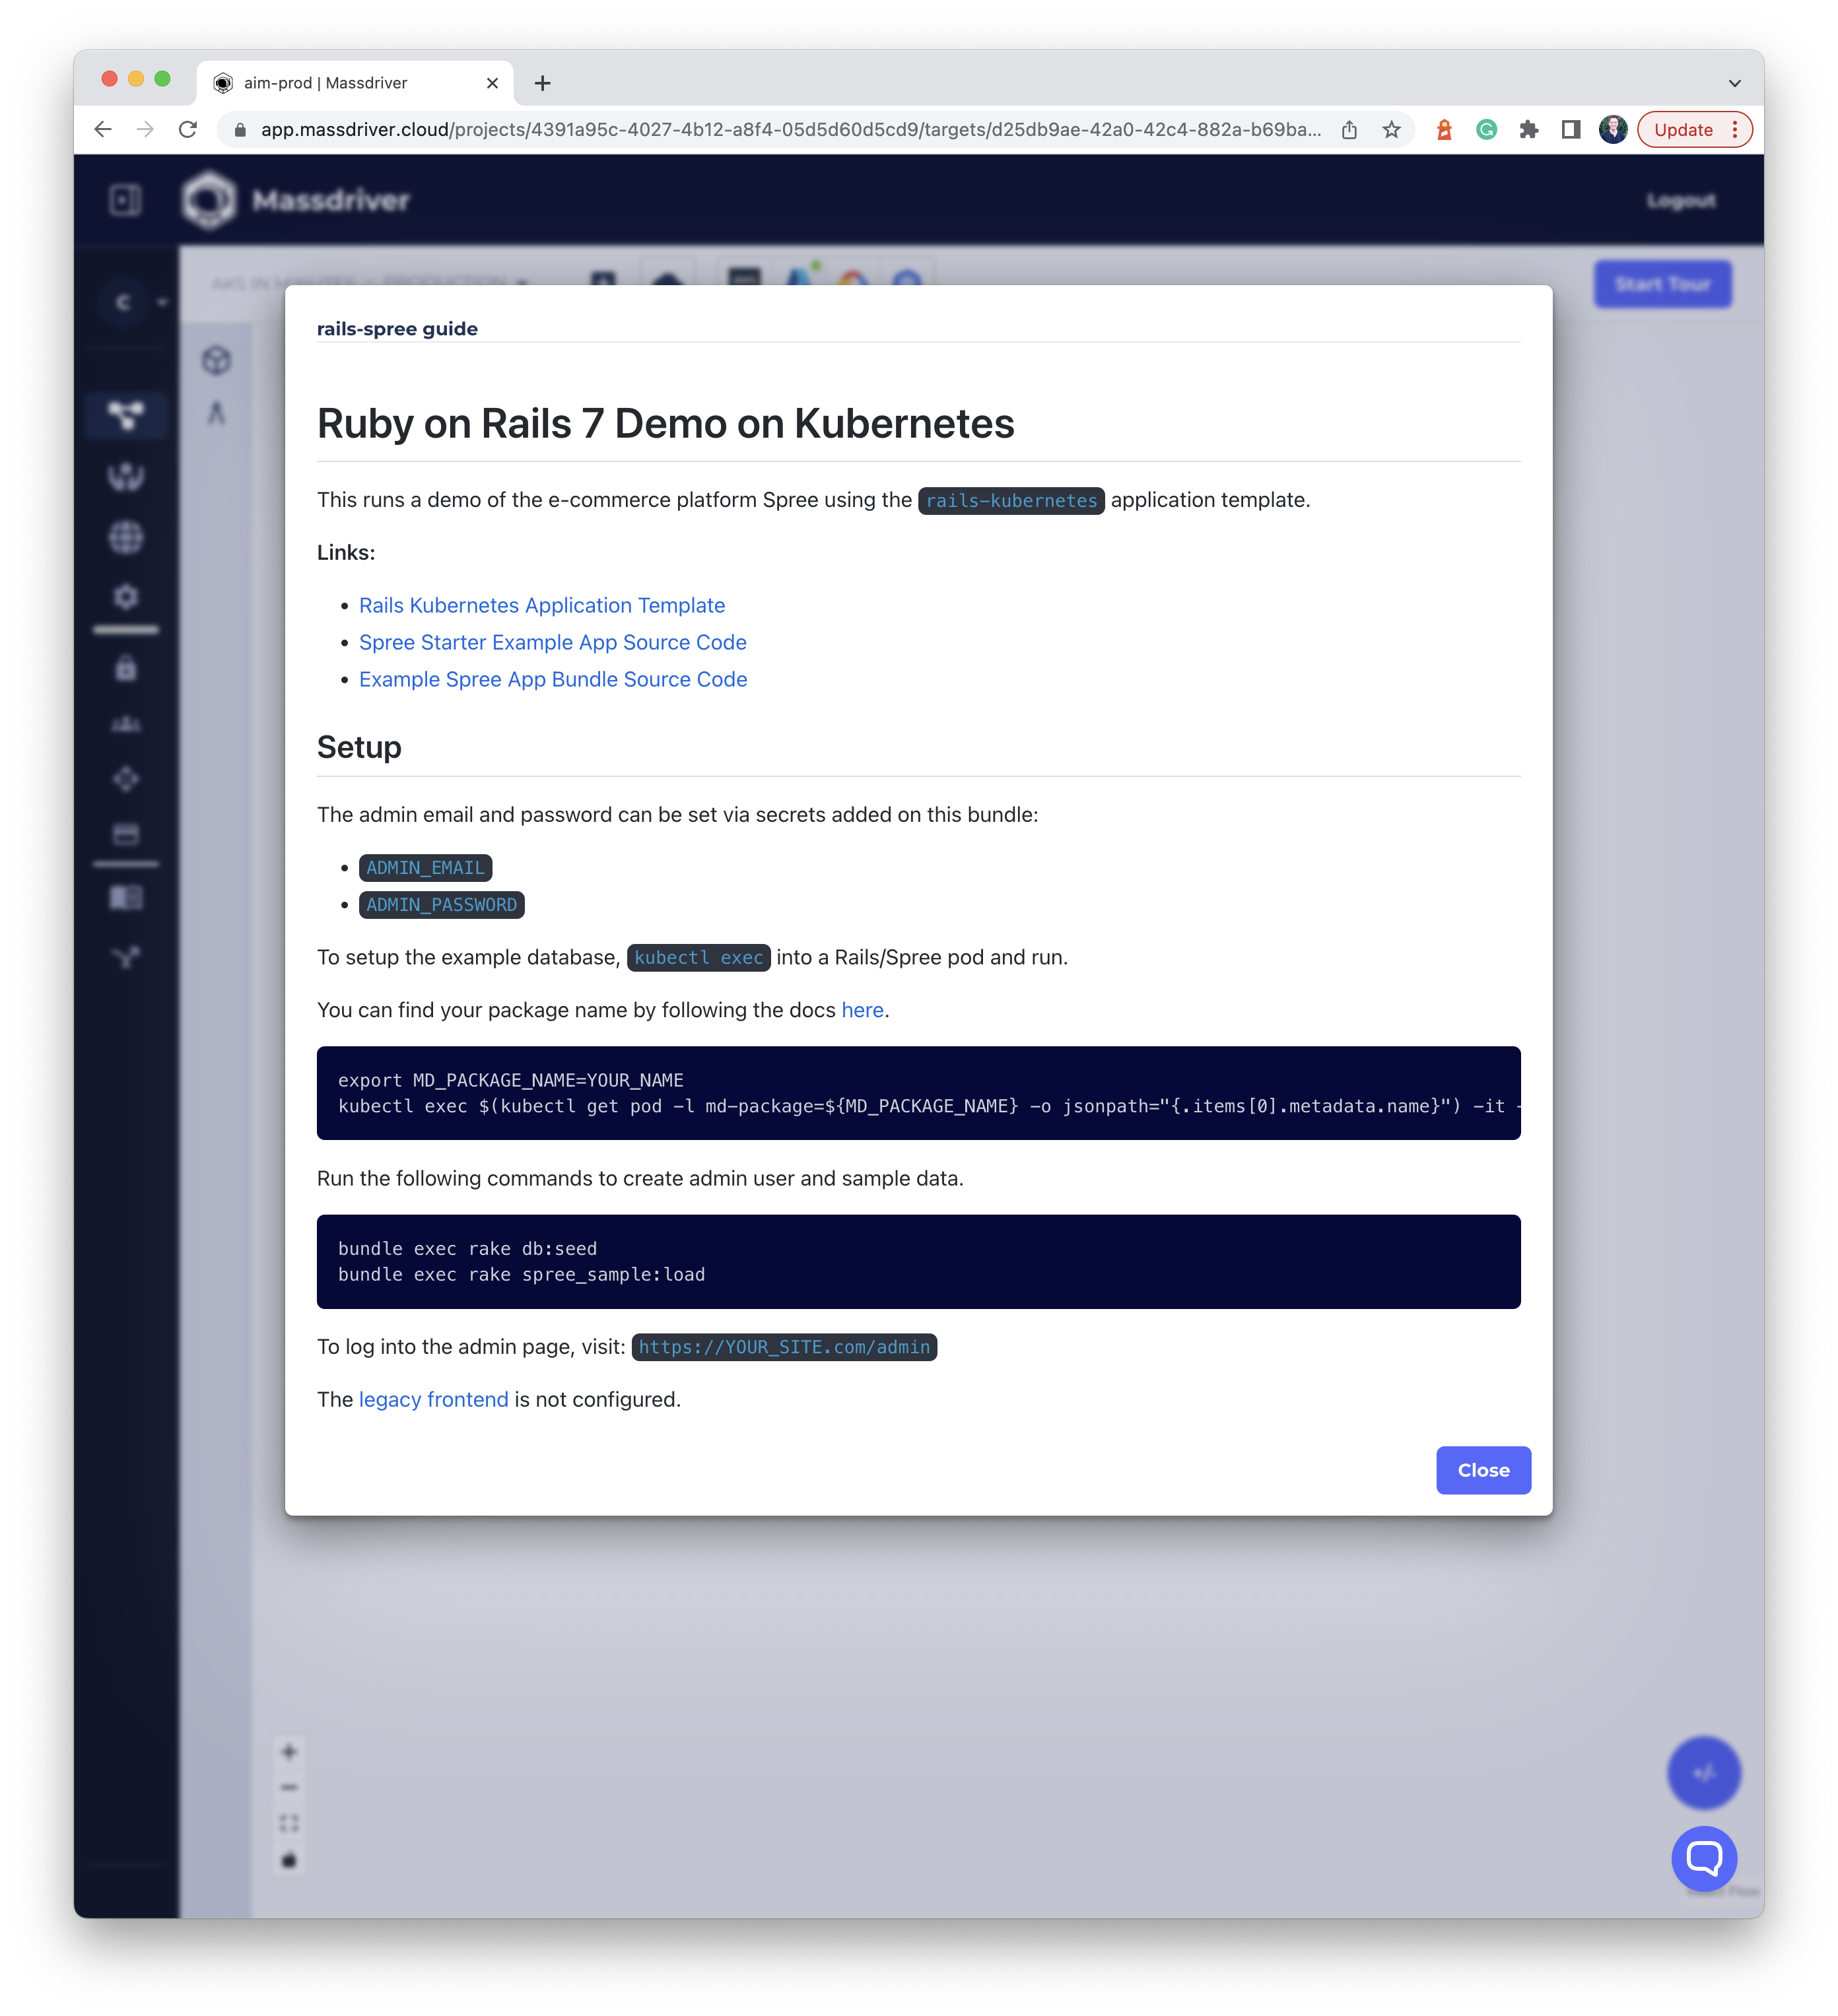 aim-prod | Massdriver
app.massdriver.cloud/projects/4391a95c-4027-4b12-a8f4-05d5d60d5cd9/targets/d25db9ae-42a0-42c4-882a-b69ba...
Update
Massdriver
Logout
C
AKS IN MINUTES > PRODUCTION
Start Tour
rails-spree guide
Ruby on Rails 7 Demo on Kubernetes
This runs a demo of the e-commerce platform Spree using the rails-kubernetes application template.
Links:
• Rails Kubernetes Application Template
• Spree Starter Example App Source Code
• Example Spree App Bundle Source Code
Setup
The admin email and password can be set via secrets added on this bundle:
• ADMIN_EMAIL
• ADMIN_PASSWORD
To setup the example database, kubectl exec into a Rails/Spree pod and run.
You can find your package name by following the docs here.
export MD_PACKAGE_NAME=YOUR_NAME
kubectl exec $(kubectl get pod -l md-package=${MD_PACKAGE_NAME} -o jsonpath="{.items[0].metadata.name}") -it -
Run the following commands to create admin user and sample data.
bundle exec rake db:seed
bundle exec rake spree_sample:load
To log into the admin page, visit: https://YOUR_SITE.com/admin
The legacy frontend is not configured.
Close
+/-
Flow